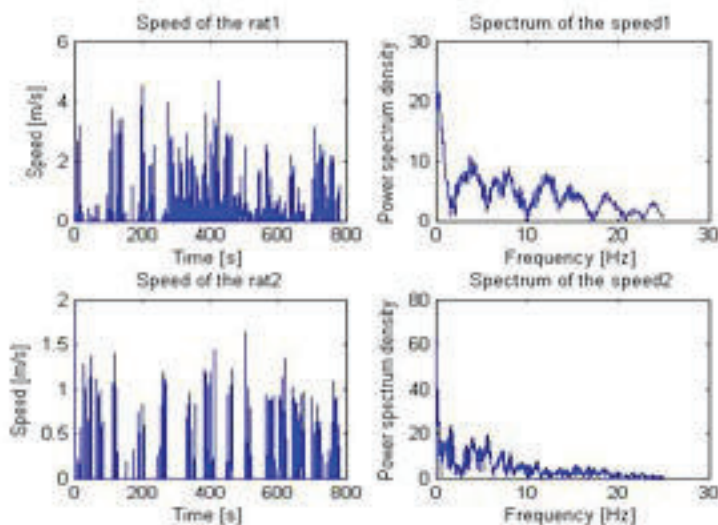 Speed of the rat1
Speed [m/s]
6
4
2
0
0 200 400 600 800
Time [s]
Spectrum of the speed1
Power spectrum density
30
20
10
0
0 10 20 30
Frequency [Hz]
Speed of the rat2
Speed [m/s]
2
1.5
1
0.5
0
0 200 400 600 800
Time [s]
Spectrum of the speed2
Power spectrum density
80
60
40
20
0
0 10 20 30
Frequency [Hz]